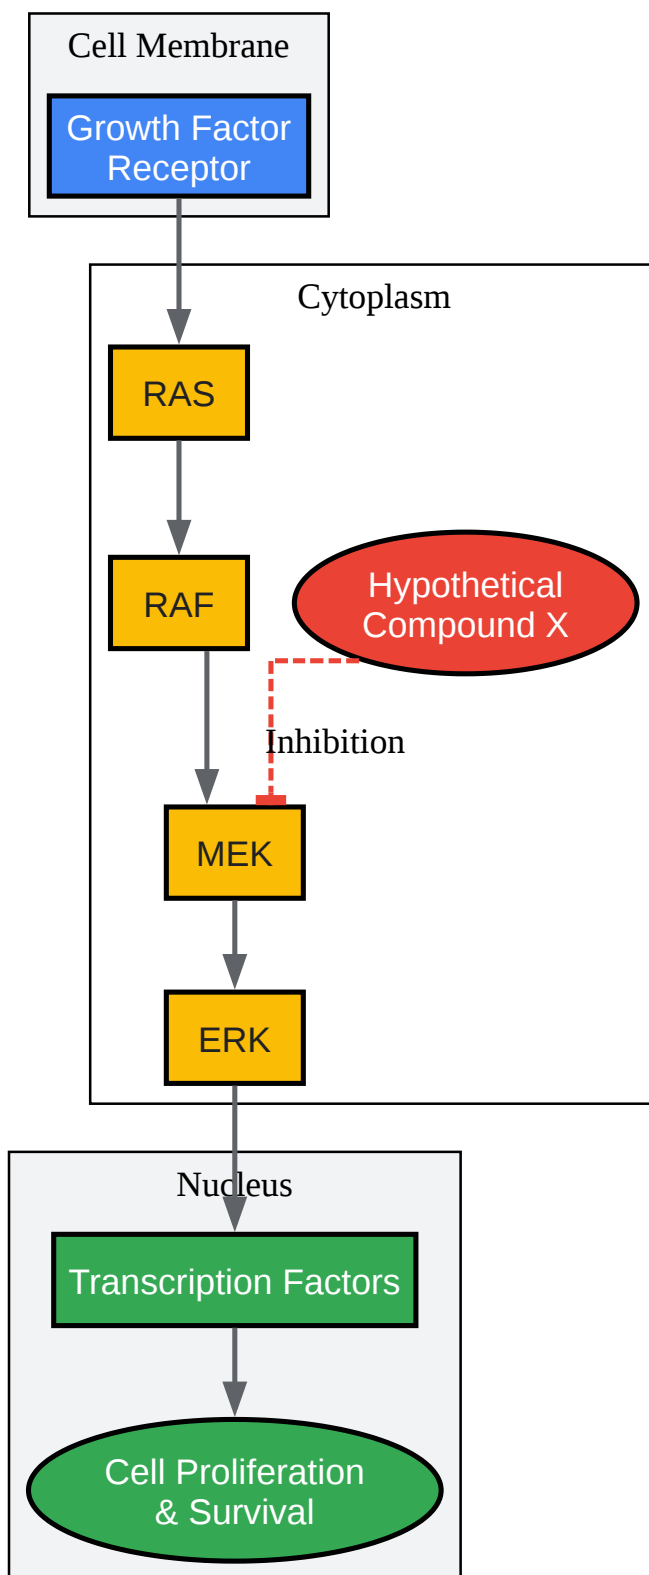 Cell Membrane
Growth Factor
Receptor
Cytoplasm
RAS
RAF
Hypothetical
Compound X
Inhibition
MEK
ERK
Nucleus
Transcription Factors
Cell Proliferation
& Survival